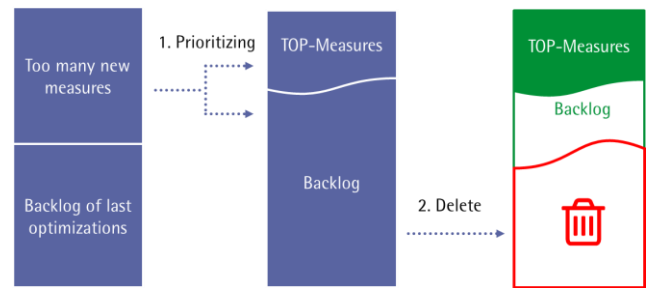 Too many new
measures
Backlog of last
optimizations
1. Prioritizing
TOP-Measures
Backlog
2. Delete
TOP-Measures
Backlog